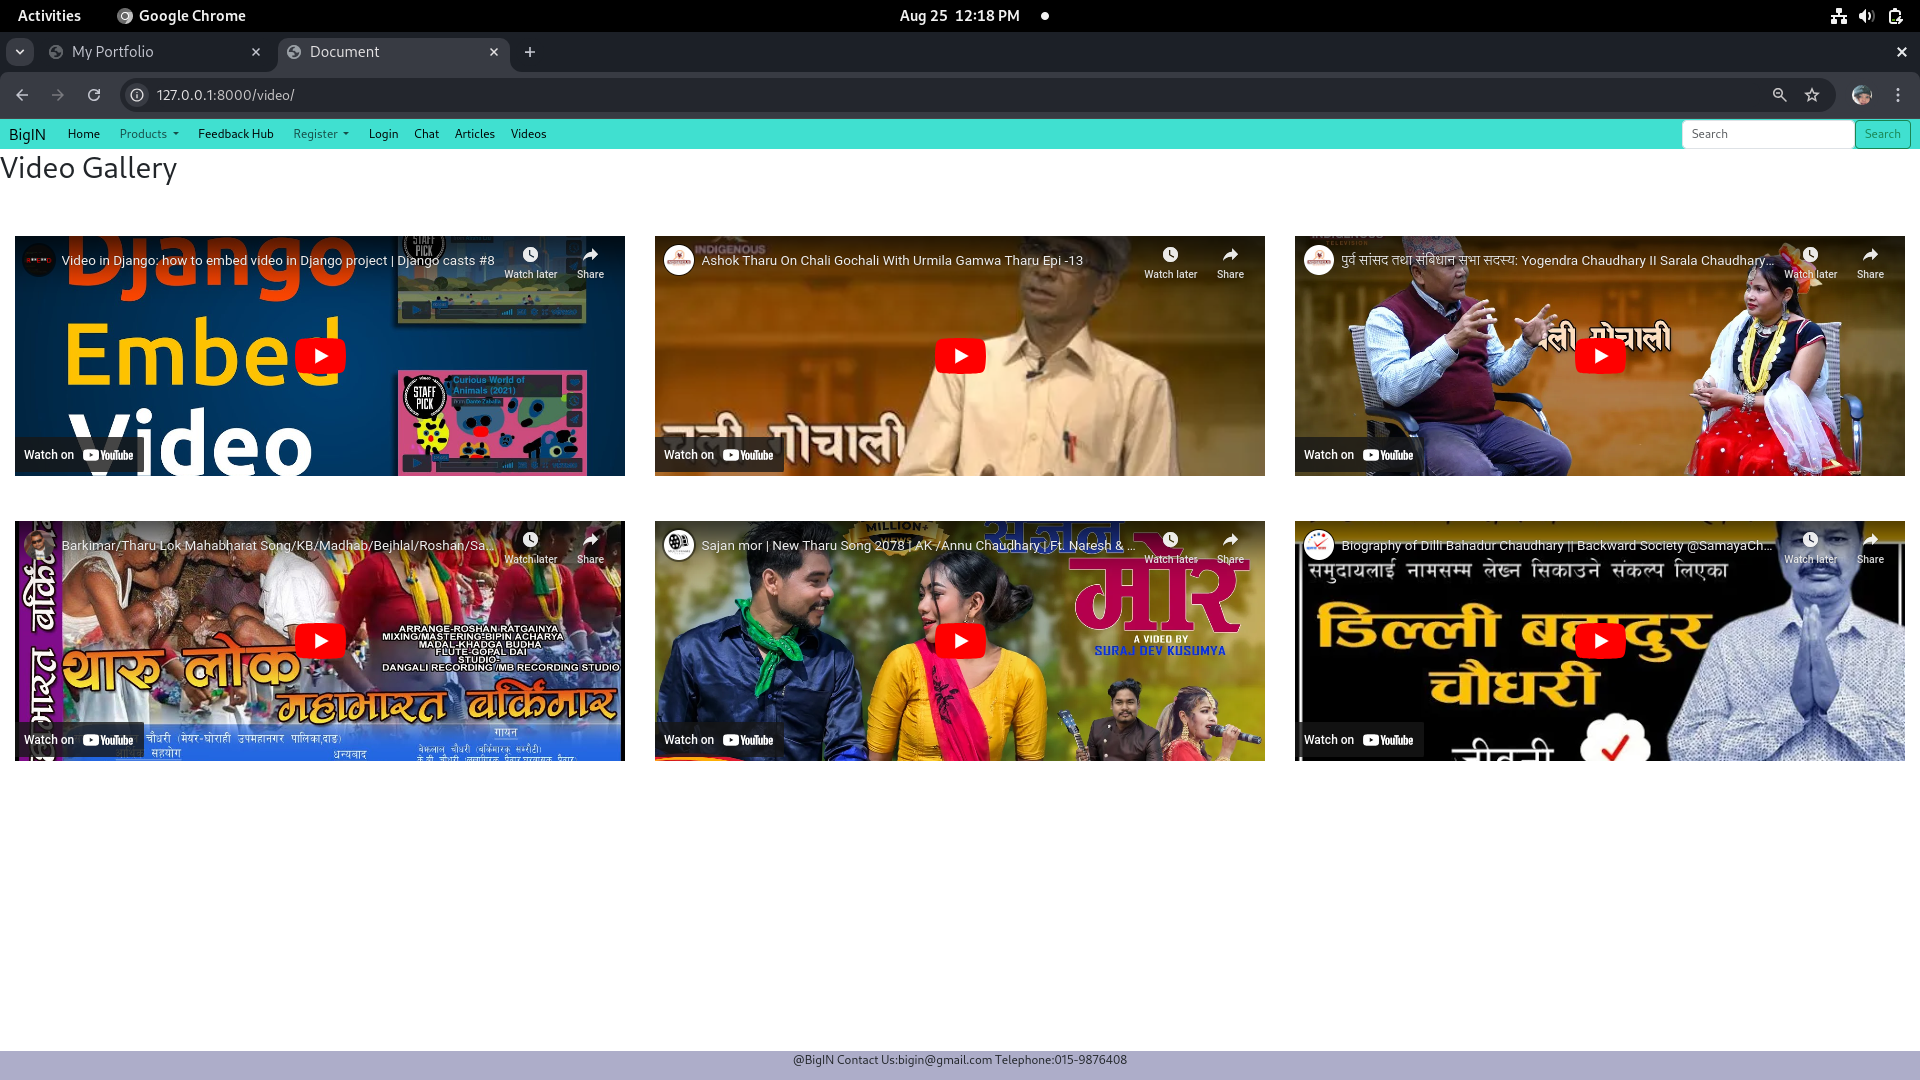 Activities
Google Chrome
Aug 25 12:18 PM
My Portfolio
Document
127.0.0.1:8000/video/
BigIN
Home
Products
Feedback Hub
Register
Login
Chat
Articles
Videos
Search
Search
Video Gallery
Video in Django: how to embed video in Django project | Django casts #8
Watch later
Share
Django
Embed
Video
STAFF PICK
Curious World of
Animals (2021)
STAFF
PICK
Watch on YouTube
INDIGENOUS
Ashok Tharu On Chali Gochali With Urmila Gamwa Tharu Epi -13
Watch later
Share
चली गोचाली
Watch on YouTube
INDIGENOUS
TELEVISION
पुर्व सांसद तथा संबिधान सभा सदस्य: Yogendra Chaudhary II Sarala Chaudhary...
Watch later
Share
गोचाली
Watch on YouTube
Barkimar/Tharu Lok Mahabharat Song/KB/Madhab/Bejhlal/Roshan/Sa...
Watch later
Share
ARRANGE-ROSHAN RATGAINYA
MIXING/MASTERING-BIPIN ACHARYA
MADAL-KHADGA BUDHA
FLUTE-GOPAL DAI
STUDIO-
DANGALI RECORDING /MB RECORDING STUDIO
थारु लोक
महाभारत बर्किमार
चौधरी (मेयर-घोराही उपमहानगर पालिका,दाङ)
सहयोग
धन्यवाद
गायन
Watch on YouTube
MILLION+
VIEWS
सजन
Sajan mor | New Tharu Song 2078 | AK /Annu Chaudhary | Ft. Naresh & ...
Watch later
Share
मोर
A VIDEO BY
SURAJ DEV KUSUMYA
Watch on YouTube
Biography of Dilli Bahadur Chaudhary || Backward Society @SamayaCh...
Watch later
Share
समुदायलाई नामसम्म लेख्न सिकाउने संकल्प लिएका
डिल्ली बहादुर
चौधरी
जीवनी
Watch on YouTube
@BigIN Contact Us:bigin@gmail.com Telephone:015-9876408